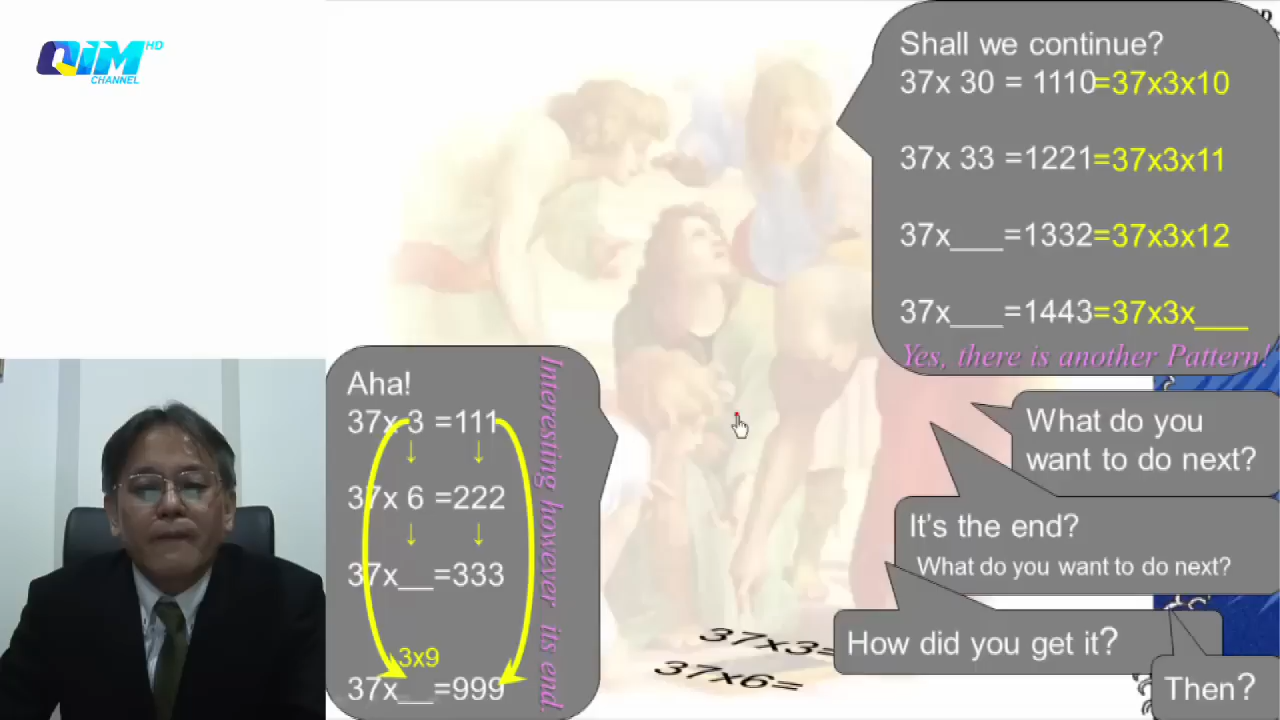 QIM HD
CHANNEL
Shall we continue?
37x 30 = 1110=37x3x10
37x 33 =1221=37x3x11
37x___=1332=37x3x12
37x___=1443=37x3x___
Yes, there is another Pattern!
Aha!
37x 3 =111
↓ ↓
37x 6 =222
↓ ↓
37x__=333
3x9
37x__=999
Interesting however its end.
What do you
want to do next?
It's the end?
What do you want to do next?
How did you get it?
Then?
37x3=
37x6=